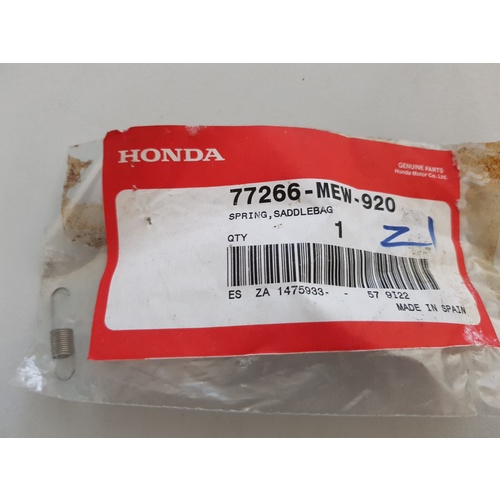 HONDA
GENUINE PARTS
Honda Motor Co., Ltd.
77266-MEW-920
SPRING,SADDLEBAG
QTY 1
Z1
ES ZA 1475933- - 57 9I22
MADE IN SPAIN